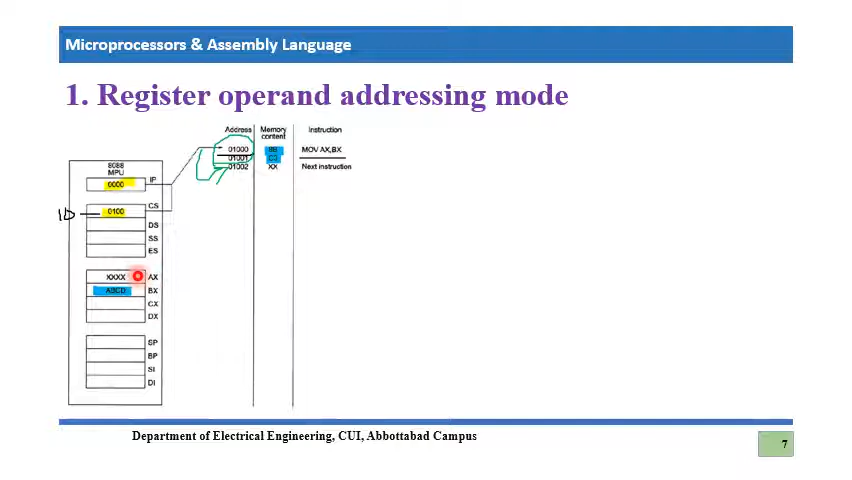 Microprocessors & Assembly Language
1. Register operand addressing mode
Address Memory content Instruction
01000 8B MOV AX,BX
01001 C3
01002 XX Next instruction
8088
MPU
0000 IP
0100 CS
DS
SS
ES
XXXX AX
ABCD BX
CX
DX
SP
BP
SI
DI
Department of Electrical Engineering, CUI, Abbottabad Campus
7